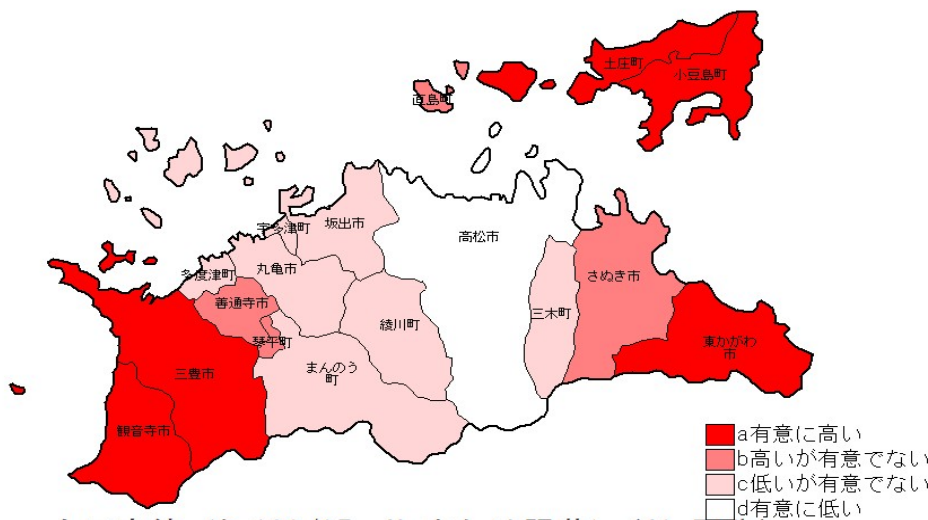 土庄町
小豆島町
直島町
宇多津町
坂出市
高松市
多度津町
丸亀市
さぬき市
善通寺市
三木町
綾川町
琴平町
東かがわ
市
まんのう
町
三豊市
観音寺市
a有意に高い
b高いが有意でない
c低いが有意でない
d有意に低い